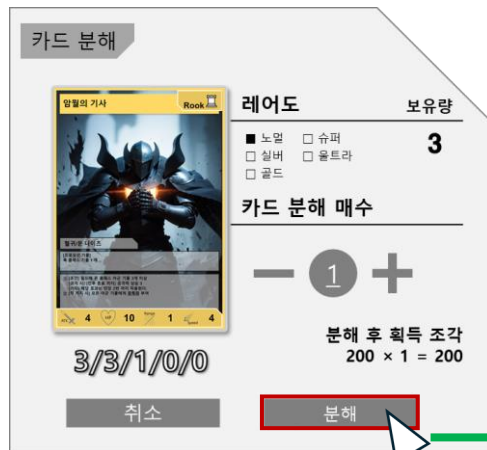 카드 분해
암월의 기사
Rook
레어도
보유량
■ 노멀 □ 슈퍼
□ 실버 □ 울트라
□ 골드
3
카드 분해 매수
1
4 10 1 4
분해 후 획득 조각
200 × 1 = 200
3/3/1/0/0
취소
분해